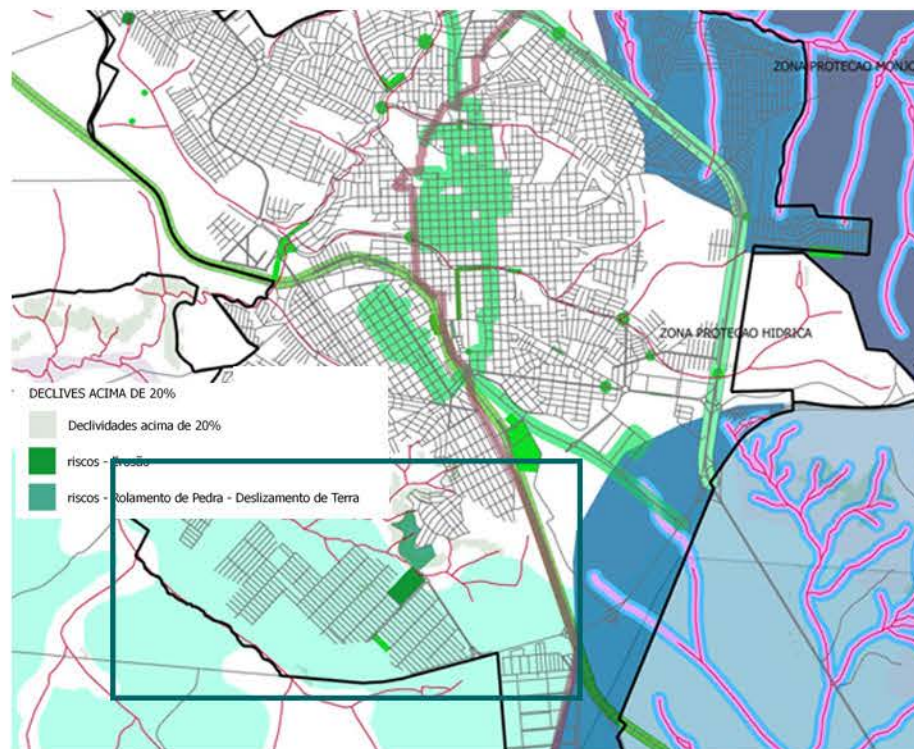 ZONA PROTECAO MONJO
ZONA PROTECAO HIDRICA
DECLIVES ACIMA DE 20%
Declividades acima de 20%
riscos - Erosão
riscos - Rolamento de Pedra - Deslizamento de Terra